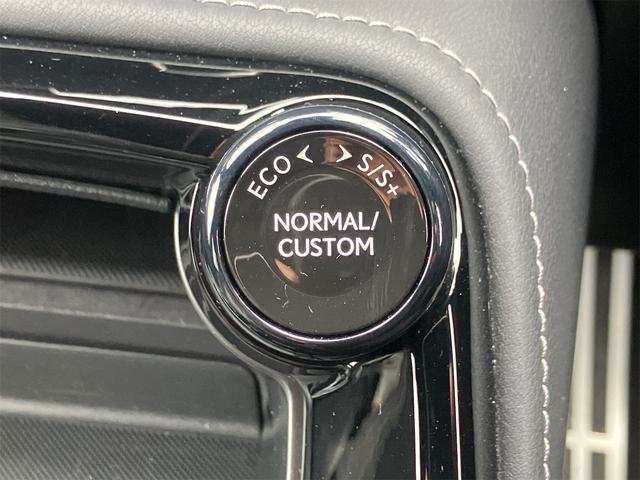 ECO < > S/S+
NORMAL/
CUSTOM